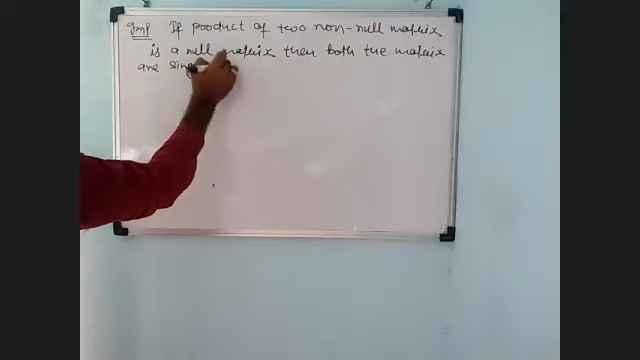 Imp If product of two non-null matrix
is a null matrix then both the matrix
are sing